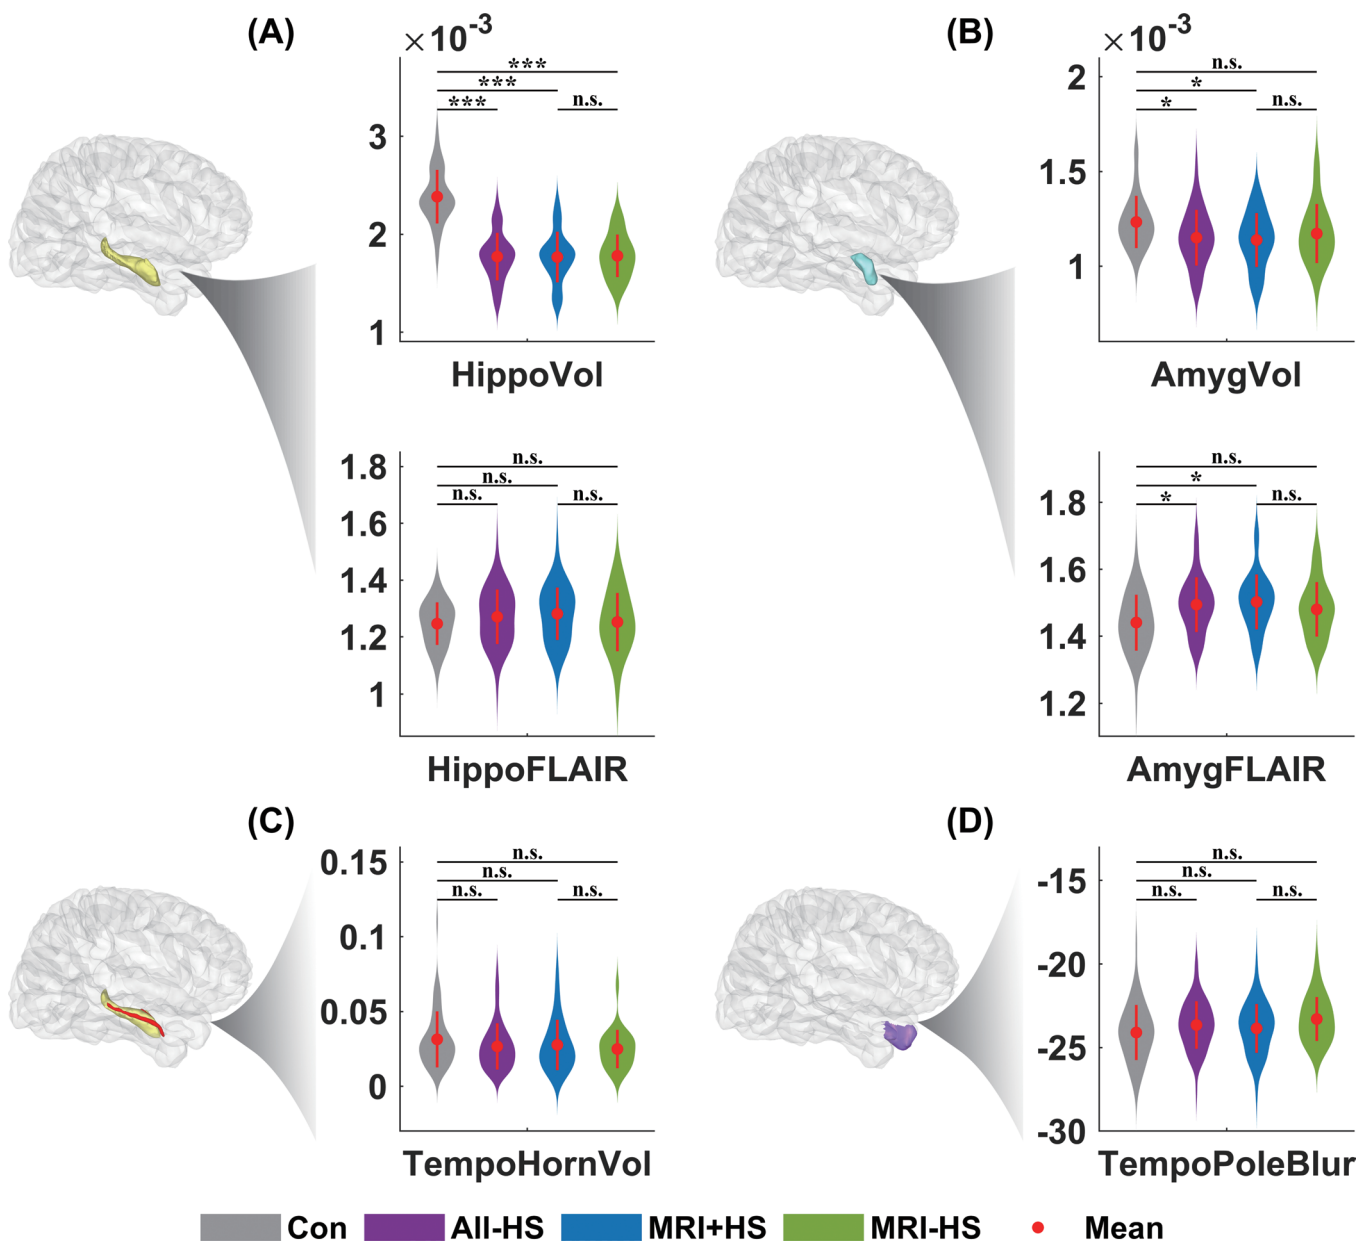 (A)
×10⁻³
***
***
***
n.s.
3
2
1
HippoVol
n.s.
n.s.
n.s.
n.s.
1.8
1.6
1.4
1.2
1
HippoFLAIR
(B)
×10⁻³
n.s.
*
*
n.s.
2
1.5
1
AmygVol
n.s.
*
*
n.s.
1.8
1.6
1.4
1.2
AmygFLAIR
(C)
n.s.
n.s.
n.s.
n.s.
0.15
0.1
0.05
0
TempoHornVol
(D)
n.s.
n.s.
n.s.
n.s.
-15
-20
-25
-30
TempoPoleBlur
Con All-HS MRI+HS MRI-HS Mean